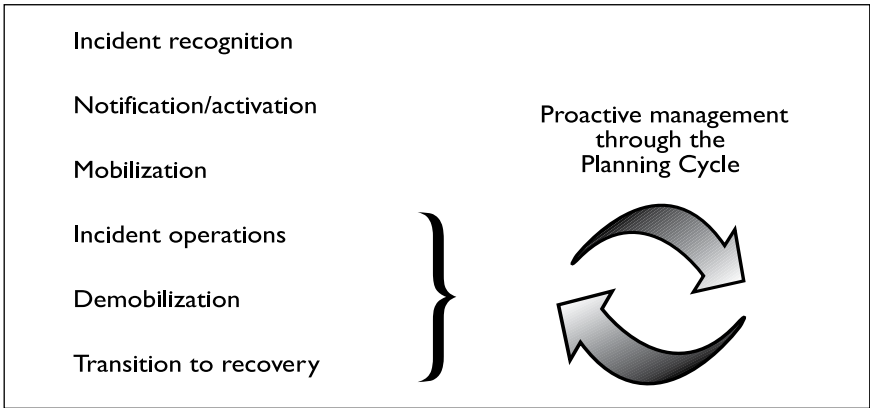 Incident recognition
Notification/activation
Mobilization
Incident operations
Demobilization
Transition to recovery
Proactive management
through the
Planning Cycle